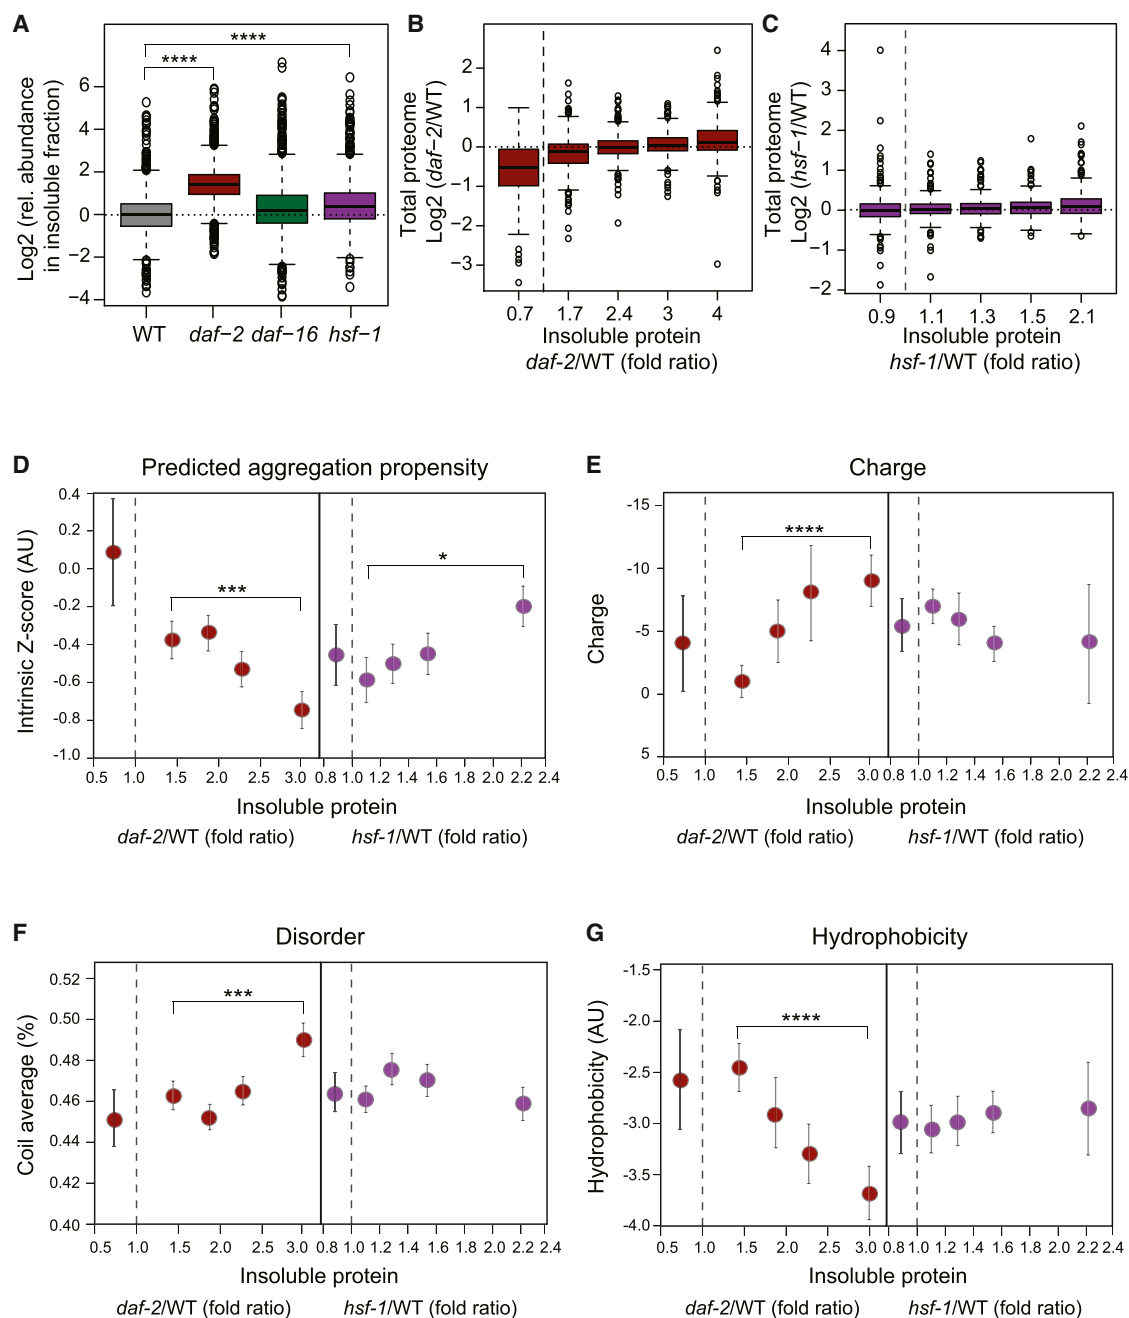 A
Log2 (rel. abundance
in insoluble fraction)
6
4
2
0
−2
−4
****
****
WT
daf−2
daf−16
hsf−1
B
Total proteome
Log2 (daf−2/WT)
2
1
0
−1
−2
−3
0.7
1.7
2.4
3
4
Insoluble protein
daf-2/WT (fold ratio)
C
Total proteome
Log2 (hsf−1/WT)
4
2
1
0
−1
−2
0.9
1.1
1.3
1.5
2.1
Insoluble protein
hsf-1/WT (fold ratio)
D
Predicted aggregation propensity
Intrinsic Z-score (AU)
0.4
0.2
0.0
-0.2
-0.4
-0.6
-0.8
-1.0
***
*
0.5 1.0 1.5 2.0 2.5 3.0 0.8 1.0 1.2 1.4 1.6 2.0 2.2 2.4
Insoluble protein
daf-2/WT (fold ratio)
hsf-1/WT (fold ratio)
E
Charge
Charge
-15
-10
-5
0
5
****
0.5 1.0 1.5 2.0 2.5 3.0 0.8 1.0 1.2 1.4 1.6 2.0 2.2 2.4
Insoluble protein
daf-2/WT (fold ratio)
hsf-1/WT (fold ratio)
F
Disorder
Coil average (%)
0.52
0.50
0.48
0.46
0.44
0.42
0.40
***
0.5 1.0 1.5 2.0 2.5 3.0 0.8 1.0 1.2 1.4 1.6 2.0 2.2 2.4
Insoluble protein
daf-2/WT (fold ratio)
hsf-1/WT (fold ratio)
G
Hydrophobicity
Hydrophobicity (AU)
-1.5
-2.0
-2.5
-3.0
-3.5
-4.0
****
0.5 1.0 1.5 2.0 2.5 3.0 0.8 1.0 1.2 1.4 1.6 2.0 2.2 2.4
Insoluble protein
daf-2/WT (fold ratio)
hsf-1/WT (fold ratio)